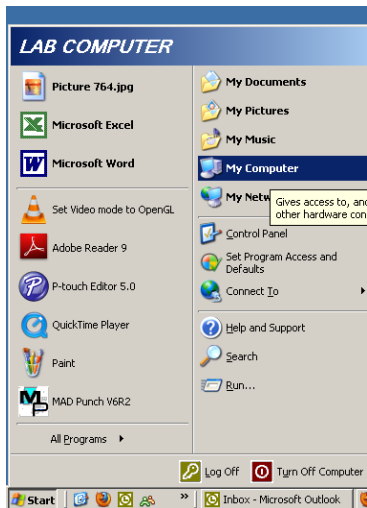 LAB COMPUTER
Picture 764.jpg
Microsoft Excel
Microsoft Word
Set Video mode to OpenGL
Adobe Reader 9
P-touch Editor 5.0
QuickTime Player
Paint
MAD Punch V6R2
All Programs
My Documents
My Pictures
My Music
My Computer
My Netw
Gives access to, and
other hardware con
Control Panel
Set Program Access and
Defaults
Connect To
Help and Support
Search
Run...
Log Off
Turn Off Computer
Start
Inbox - Microsoft Outlook